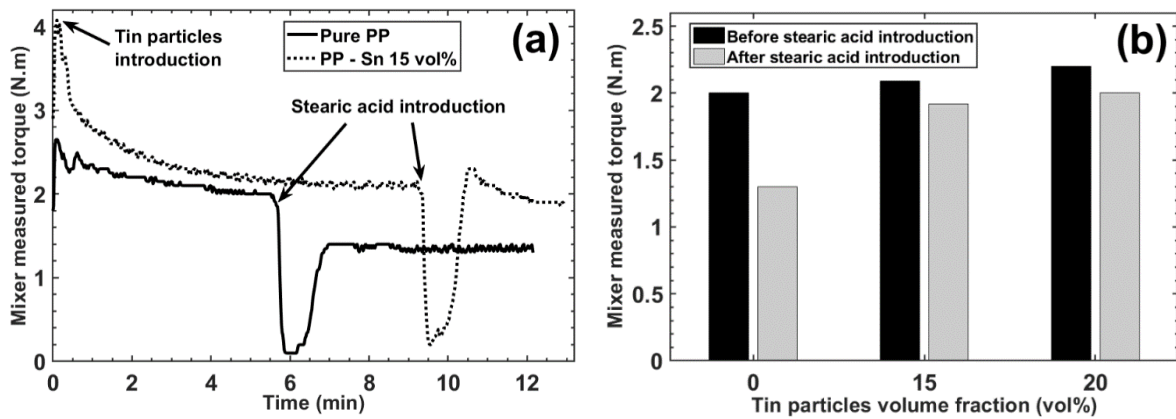 (a)
Pure PP
PP - Sn 15 vol%
Tin particles
introduction
Stearic acid introduction
Mixer measured torque (N.m)
4
3
2
1
0
0
2
4
6
8
10
12
Time (min)
(b)
Before stearic acid introduction
After stearic acid introduction
Mixer measured torque (N.m)
2.5
2
1.5
1
0.5
0
0
15
20
Tin particles volume fraction (vol%)